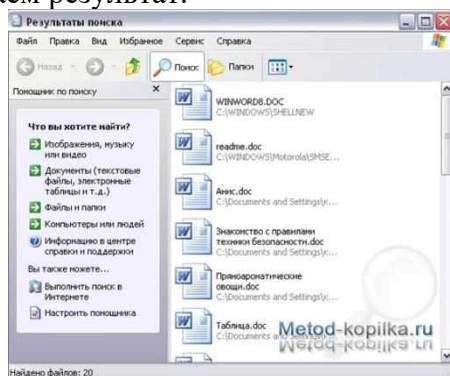 ем результат.
Результаты поиска
Файл Правка Вид Избранное Сервис Справка
Назад Поиск Папки
Помощник по поиску
Что вы хотите найти?
Изображения, музыку
или видео
Документы (текстовые
файлы, электронные
таблицы и т.д.)
Файлы и папки
Компьютеры или людей
Информацию в центре
справки и поддержки
Вы также можете...
Выполнить поиск в
Интернете
Настроить помощника
WINWORD8.DOC
C:\WINDOWS\SHELLNEW
readme.doc
C:\WINDOWS\Motorola\SMSE...
Анис.doc
C:\Documents and Settings\к...
Знакомство с правилами
техники безопасности.doc
C:\Documents and Settings\к...
Пряноароматические
овощи.doc
C:\Documents and Settings\к...
Таблица.doc
C:\Documents and
Metod-kopilka.ru
Найдено файлов: 20